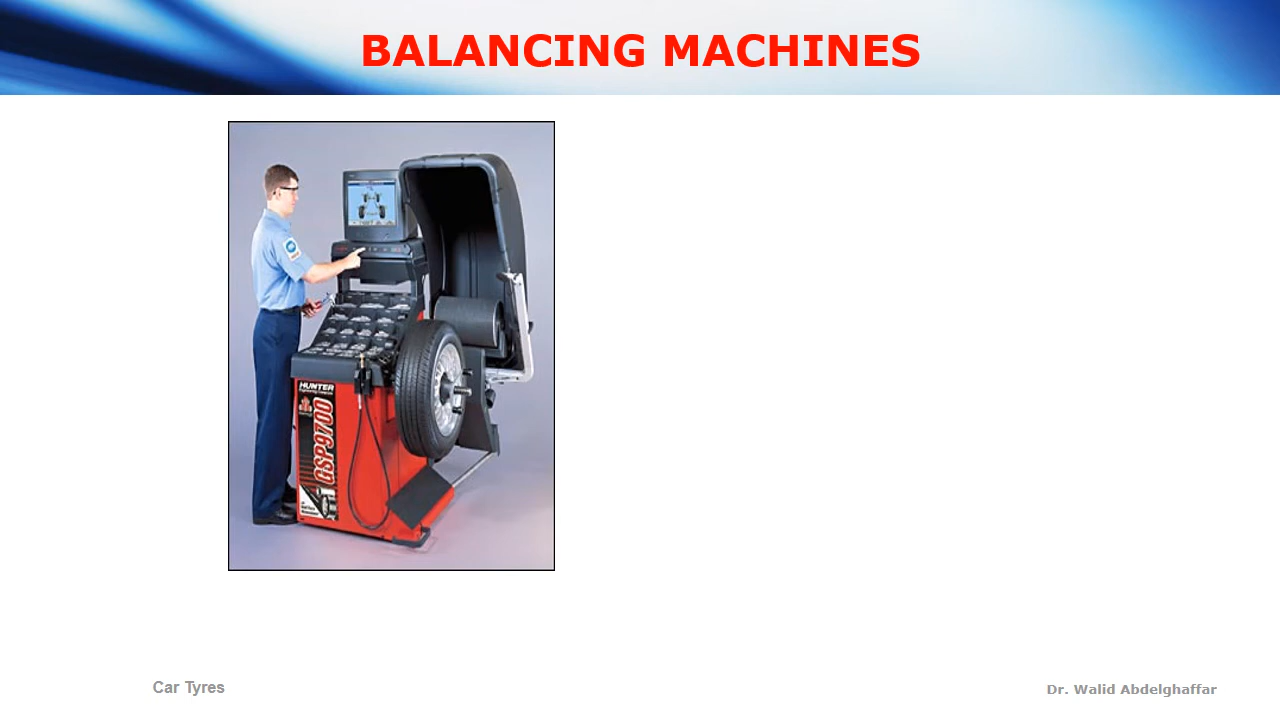 BALANCING MACHINES
HUNTER
GSP9700
Car Tyres
Dr. Walid Abdelghaffar